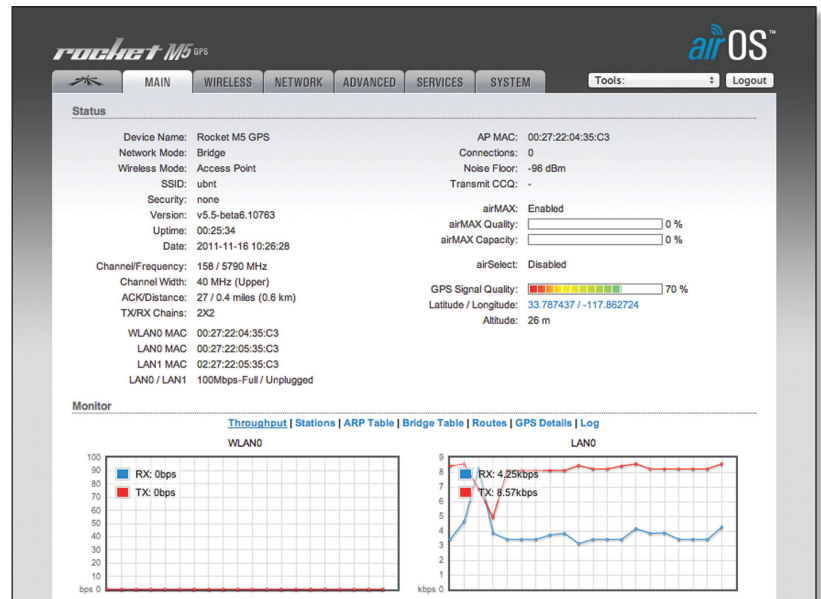 rocket M5 GPS
airOS™
MAIN WIRELESS NETWORK ADVANCED SERVICES SYSTEM Tools: Logout
Status
Device Name: Rocket M5 GPS
Network Mode: Bridge
Wireless Mode: Access Point
SSID: ubnt
Security: none
Version: v5.5-beta6.10763
Uptime: 00:25:34
Date: 2011-11-16 10:26:28
Channel/Frequency: 158 / 5790 MHz
Channel Width: 40 MHz (Upper)
ACK/Distance: 27 / 0.4 miles (0.6 km)
TX/RX Chains: 2X2
WLAN0 MAC 00:27:22:04:35:C3
LAN0 MAC 00:27:22:05:35:C3
LAN1 MAC 02:27:22:05:35:C3
LAN0 / LAN1 100Mbps-Full / Unplugged
AP MAC: 00:27:22:04:35:C3
Connections: 0
Noise Floor: -96 dBm
Transmit CCQ: -
airMAX: Enabled
airMAX Quality: 0 %
airMAX Capacity: 0 %
airSelect: Disabled
GPS Signal Quality: 70 %
Latitude / Longitude: 33.787437 / -117.862724
Altitude: 26 m
Monitor
Throughput | Stations | ARP Table | Bridge Table | Routes | GPS Details | Log
WLAN0
100
90
80
70
60
50
40
30
20
10
bps 0
RX: 0bps
TX: 0bps
LAN0
9
8
7
6
5
4
3
2
1
kbps 0
RX: 4.25kbps
TX: 8.57kbps